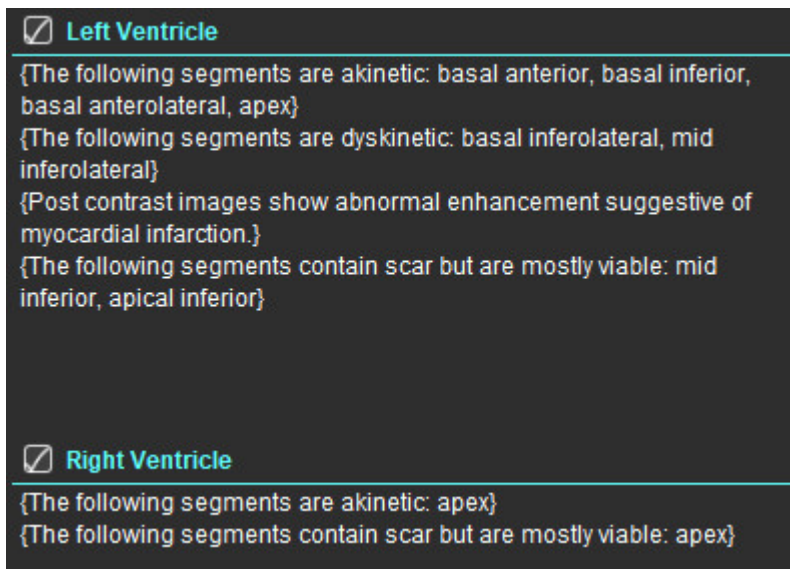 Left Ventricle
{The following segments are akinetic: basal anterior, basal inferior,
basal anterolateral, apex}
{The following segments are dyskinetic: basal inferolateral, mid
inferolateral}
{Post contrast images show abnormal enhancement suggestive of
myocardial infarction.}
{The following segments contain scar but are mostly viable: mid
inferior, apical inferior}
Right Ventricle
{The following segments are akinetic: apex}
{The following segments contain scar but are mostly viable: apex}